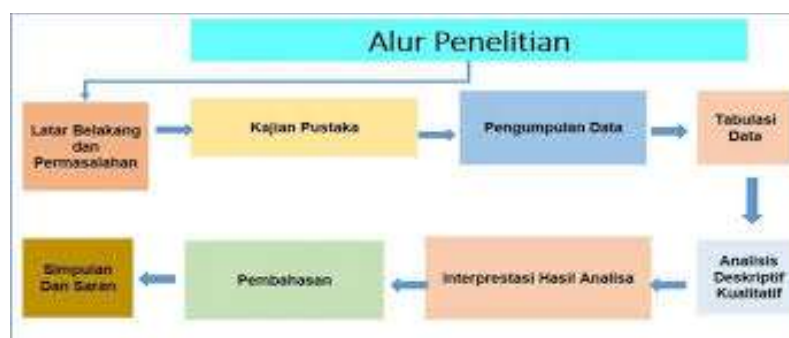 Alur Penelitian
Latar Belakang
dan
Permasalahan
Kajian Pustaka
Pengumpulan Data
Tabulasi
Data
Analisis
Deskriptif
Kualitatif
Interprestasi Hasil Analisa
Pembahasan
Simpulan
Dan Saran